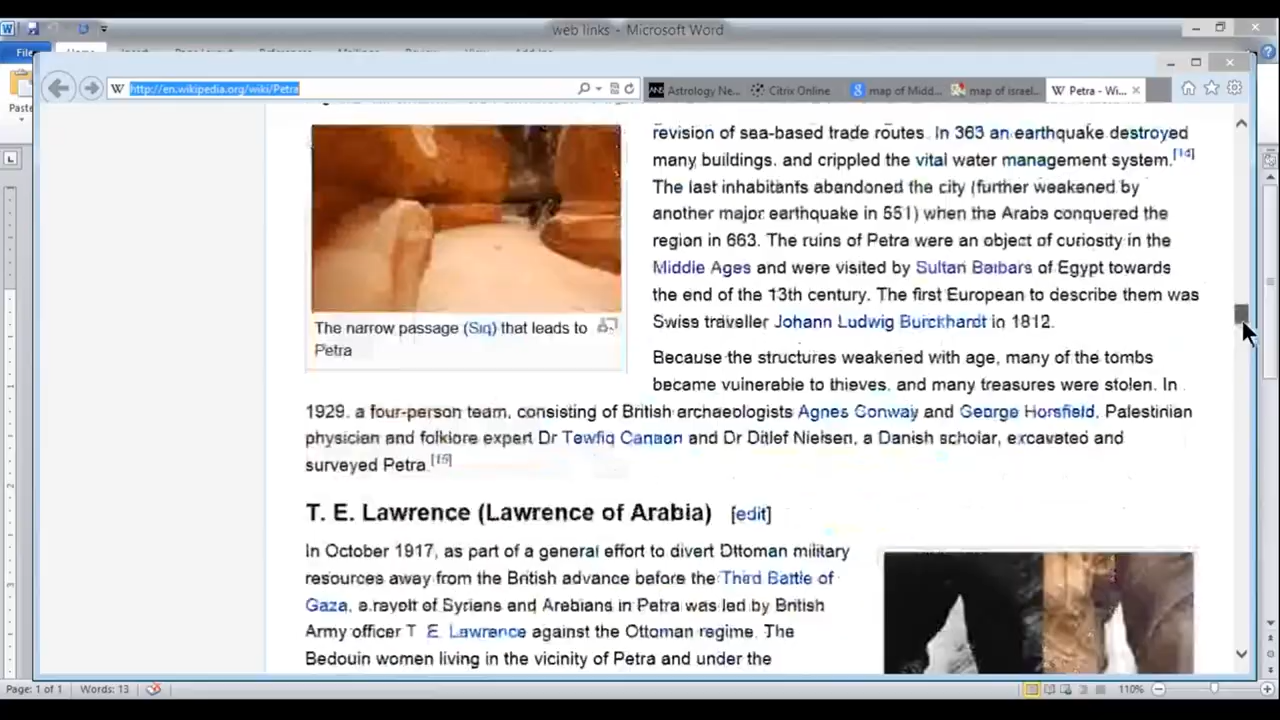 web links - Microsoft Word
File
http://en.wikipedia.org/wiki/Petra
Astrology Ne...
Citrix Online
map of Midd...
map of israel...
Petra - Wi...
Paste
revision of sea-based trade routes. In 363 an earthquake destroyed
many buildings, and crippled the vital water management system.[14]
The last inhabitants abandoned the city (further weakened by
another major earthquake in 551) when the Arabs conquered the
region in 663. The ruins of Petra were an object of curiosity in the
Middle Ages and were visited by Sultan Baibars of Egypt towards
the end of the 13th century. The first European to describe them was
Swiss traveller Johann Ludwig Burckhardt in 1812.
The narrow passage (Siq) that leads to
Petra
Because the structures weakened with age, many of the tombs
became vulnerable to thieves, and many treasures were stolen. In
1929, a four-person team, consisting of British archaeologists Agnes Conway and George Horsfield, Palestinian
physician and folklore expert Dr Tawfiq Canaan and Dr Ditlef Nielsen, a Danish scholar, excavated and
surveyed Petra.[15]
T. E. Lawrence (Lawrence of Arabia) [edit]
In October 1917, as part of a general effort to divert Ottoman military
resources away from the British advance before the Third Battle of
Gaza, a revolt of Syrians and Arabians in Petra was led by British
Army officer T. E. Lawrence against the Ottoman regime. The
Bedouin women living in the vicinity of Petra and under the
Page: 1 of 1
Words: 13
110%